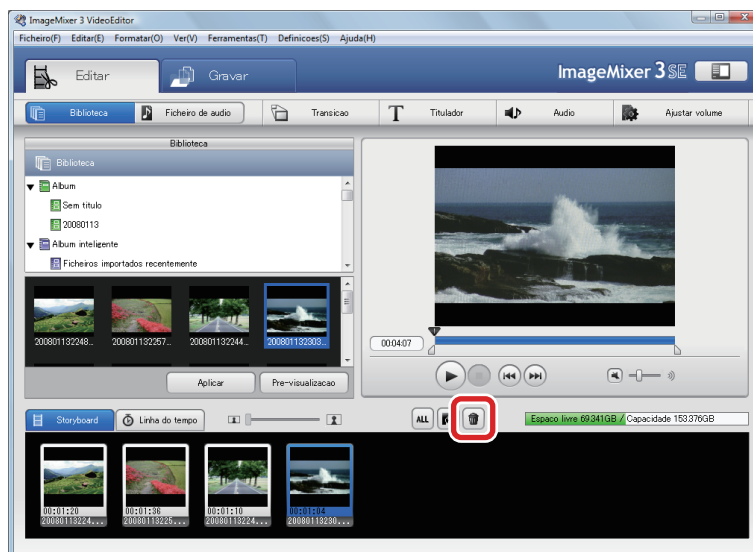 ImageMixer 3 VideoEditor
Ficheiro(F) Editar(E) Formatar(O) Ver(V) Ferramentas(T) Definicoes(S) Ajuda(H)
Editar
Gravar
ImageMixer 3 SE
Biblioteca
Ficheiro de audio
Transicao
T
Titulador
Audio
Ajustar volume
Biblioteca
Biblioteca
Album
Sem titulo
20080113
Album inteligente
Ficheiros importados recentemente
200801132248...
200801132257...
200801132244...
200801132303...
00:04:07
Aplicar
Pre-visualizacao
Storyboard
Linha do tempo
ALL
Espaco livre 69.341GB / Capacidade 153.376GB
00:01:20
00:01:36
00:01:10
00:01:04
20080113224...
20080113225...
20080113224...
20080113230...